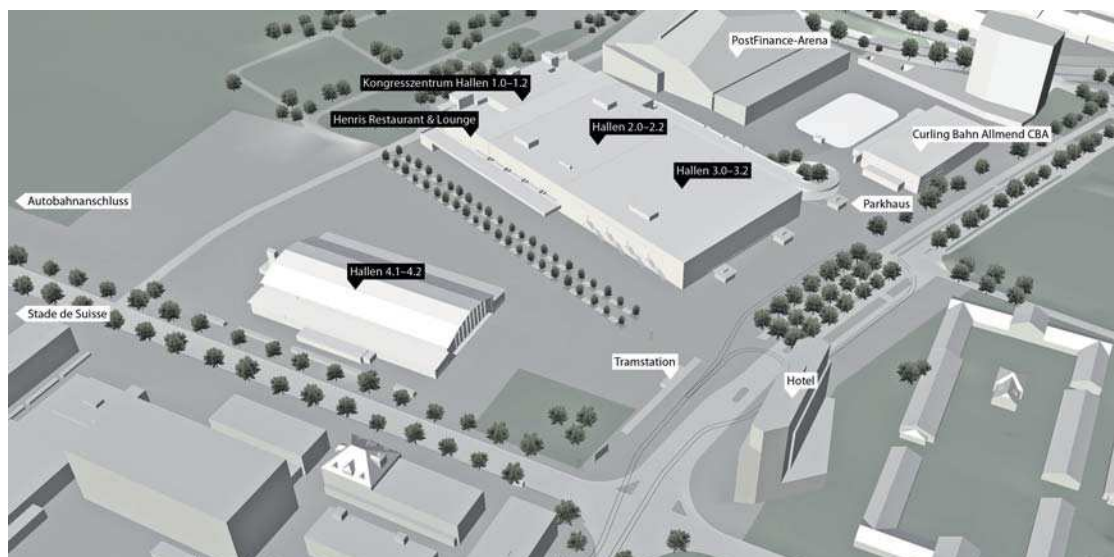 PostFinance-Arena
Kongresszentrum Hallen 1.0–1.2
Henris Restaurant & Lounge
Hallen 2.0–2.2
Curling Bahn Allmend CBA
Hallen 3.0–3.2
Autobahnanschluss
Parkhaus
Hallen 4.1–4.2
Stade de Suisse
Tramstation
Hotel